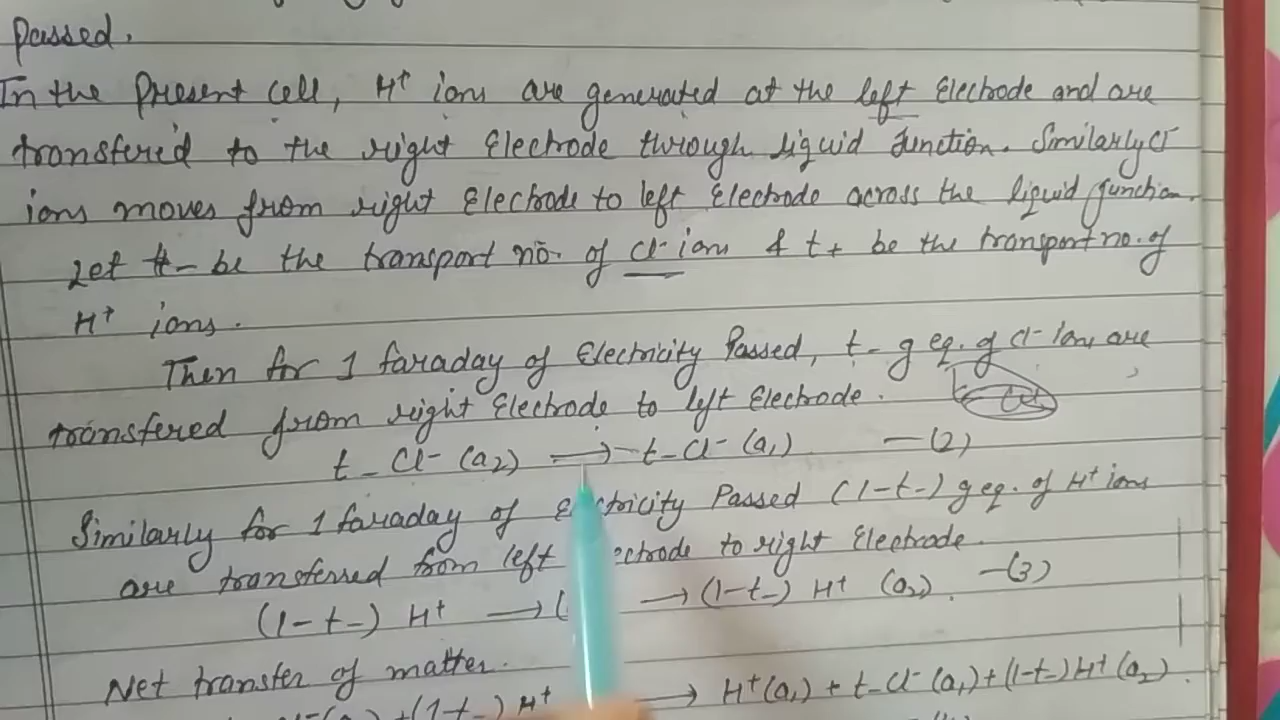 Passed.
In the Present cell, H⁺ ions are generated at the left Electrode and are
transfered to the right Electrode through liquid Junction. Similarly Cl⁻
ions moves from right Electrode to left Electrode across the liquid junction.
Let t- be the transport no. of Cl⁻ ions & t+ be the transport no. of
H⁺ ions.
Then for 1 faraday of Electricity Passed, t- g eq. of Cl⁻ ions are
transfered from right Electrode to left Electrode.
t- Cl⁻ (a₂) ⟶ t- Cl⁻ (a₁) —(2)
Similarly for 1 faraday of Electricity Passed (1-t-) g eq. of H⁺ ions
are transferred from left ectrode to right Electrode.
(1-t-) H⁺ ⟶ ( ⟶ (1-t-) H⁺ (a₂). —(3)
Net transfer of matter.
+(1-t-) H⁺ ⟶ H⁺(a₁) + t-Cl⁻(a₁)+(1-t-)H⁺(a₂).